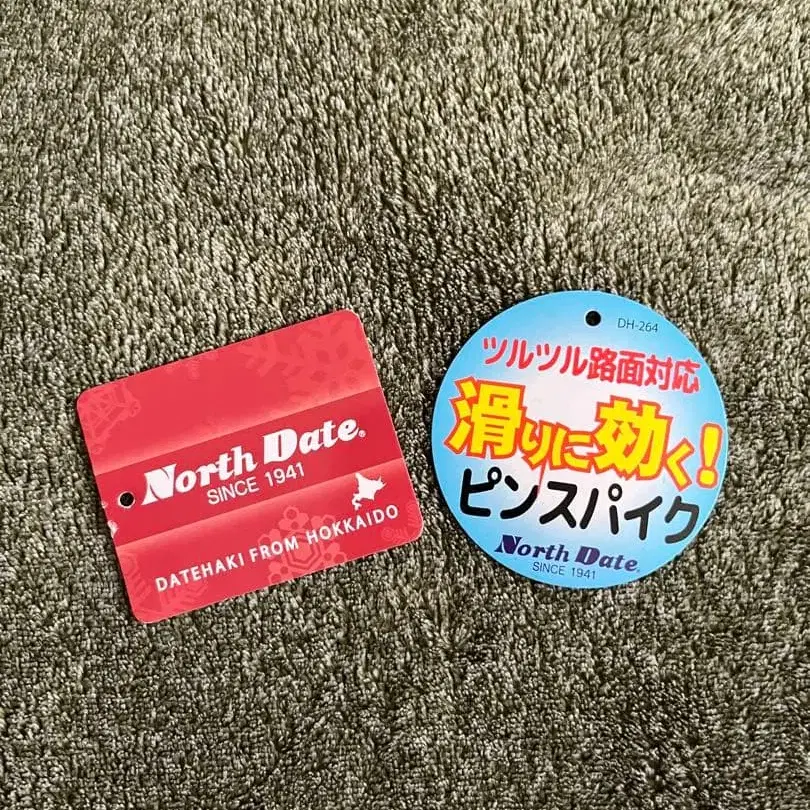 North Date®
SINCE 1941
DATEHAKI FROM HOKKAIDO
DH-264
ツルツル路面対応
滑りに効く!
ピンスパイク
North Date®
SINCE 1941